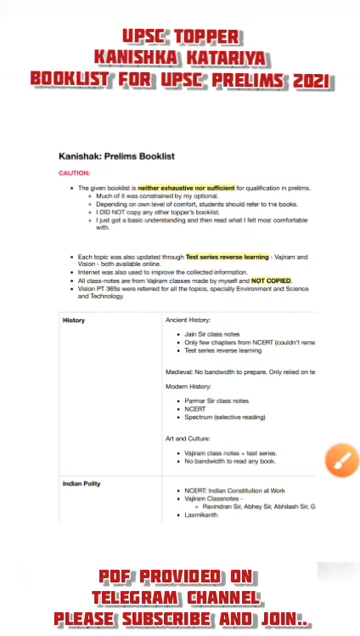 UPSC TOPPER
KANISHKA KATARIYA
BOOKLIST FOR UPSC PRELIMS 2021
Kanishak: Prelims Booklist
CAUTION:
• The given booklist is neither exhaustive nor sufficient for qualification in prelims.
◦ Much of it was constrained by my optional.
◦ Depending on own level of comfort, students should refer to the books.
◦ I DID NOT copy any other topper's booklist.
◦ I just got a basic understanding and then read what I felt most comfortable
with.
• Each topic was also updated through Test series reverse learning - Vajiram and
Vision - both available online.
• Internet was also used to improve the collected information.
• All class-notes are from Vajiram classes made by myself and NOT COPIED.
• Vision PT 365s were referred for all the topics, specially Environment and Science
and Technology.
History
Ancient History:
• Jain Sir class notes
• Only few chapters from NCERT (couldn't reme
• Test series reverse learning
Medieval: No bandwidth to prepare. Only relied on te
Modern History:
• Parmar Sir class notes
• NCERT
• Spectrum (selective reading)
Art and Culture:
• Vajiram class notes + test series.
• No bandwidth to read any book.
Indian Polity
• NCERT: Indian Constitution at Work
• Vajiram Classnotes -
◦ Ravindran Sir, Abhey Sir, Abhilash Sir, G
• Laxmikanth
PDF PROVIDED ON
TELEGRAM CHANNEL,
PLEASE SUBSCRIBE AND JOIN..